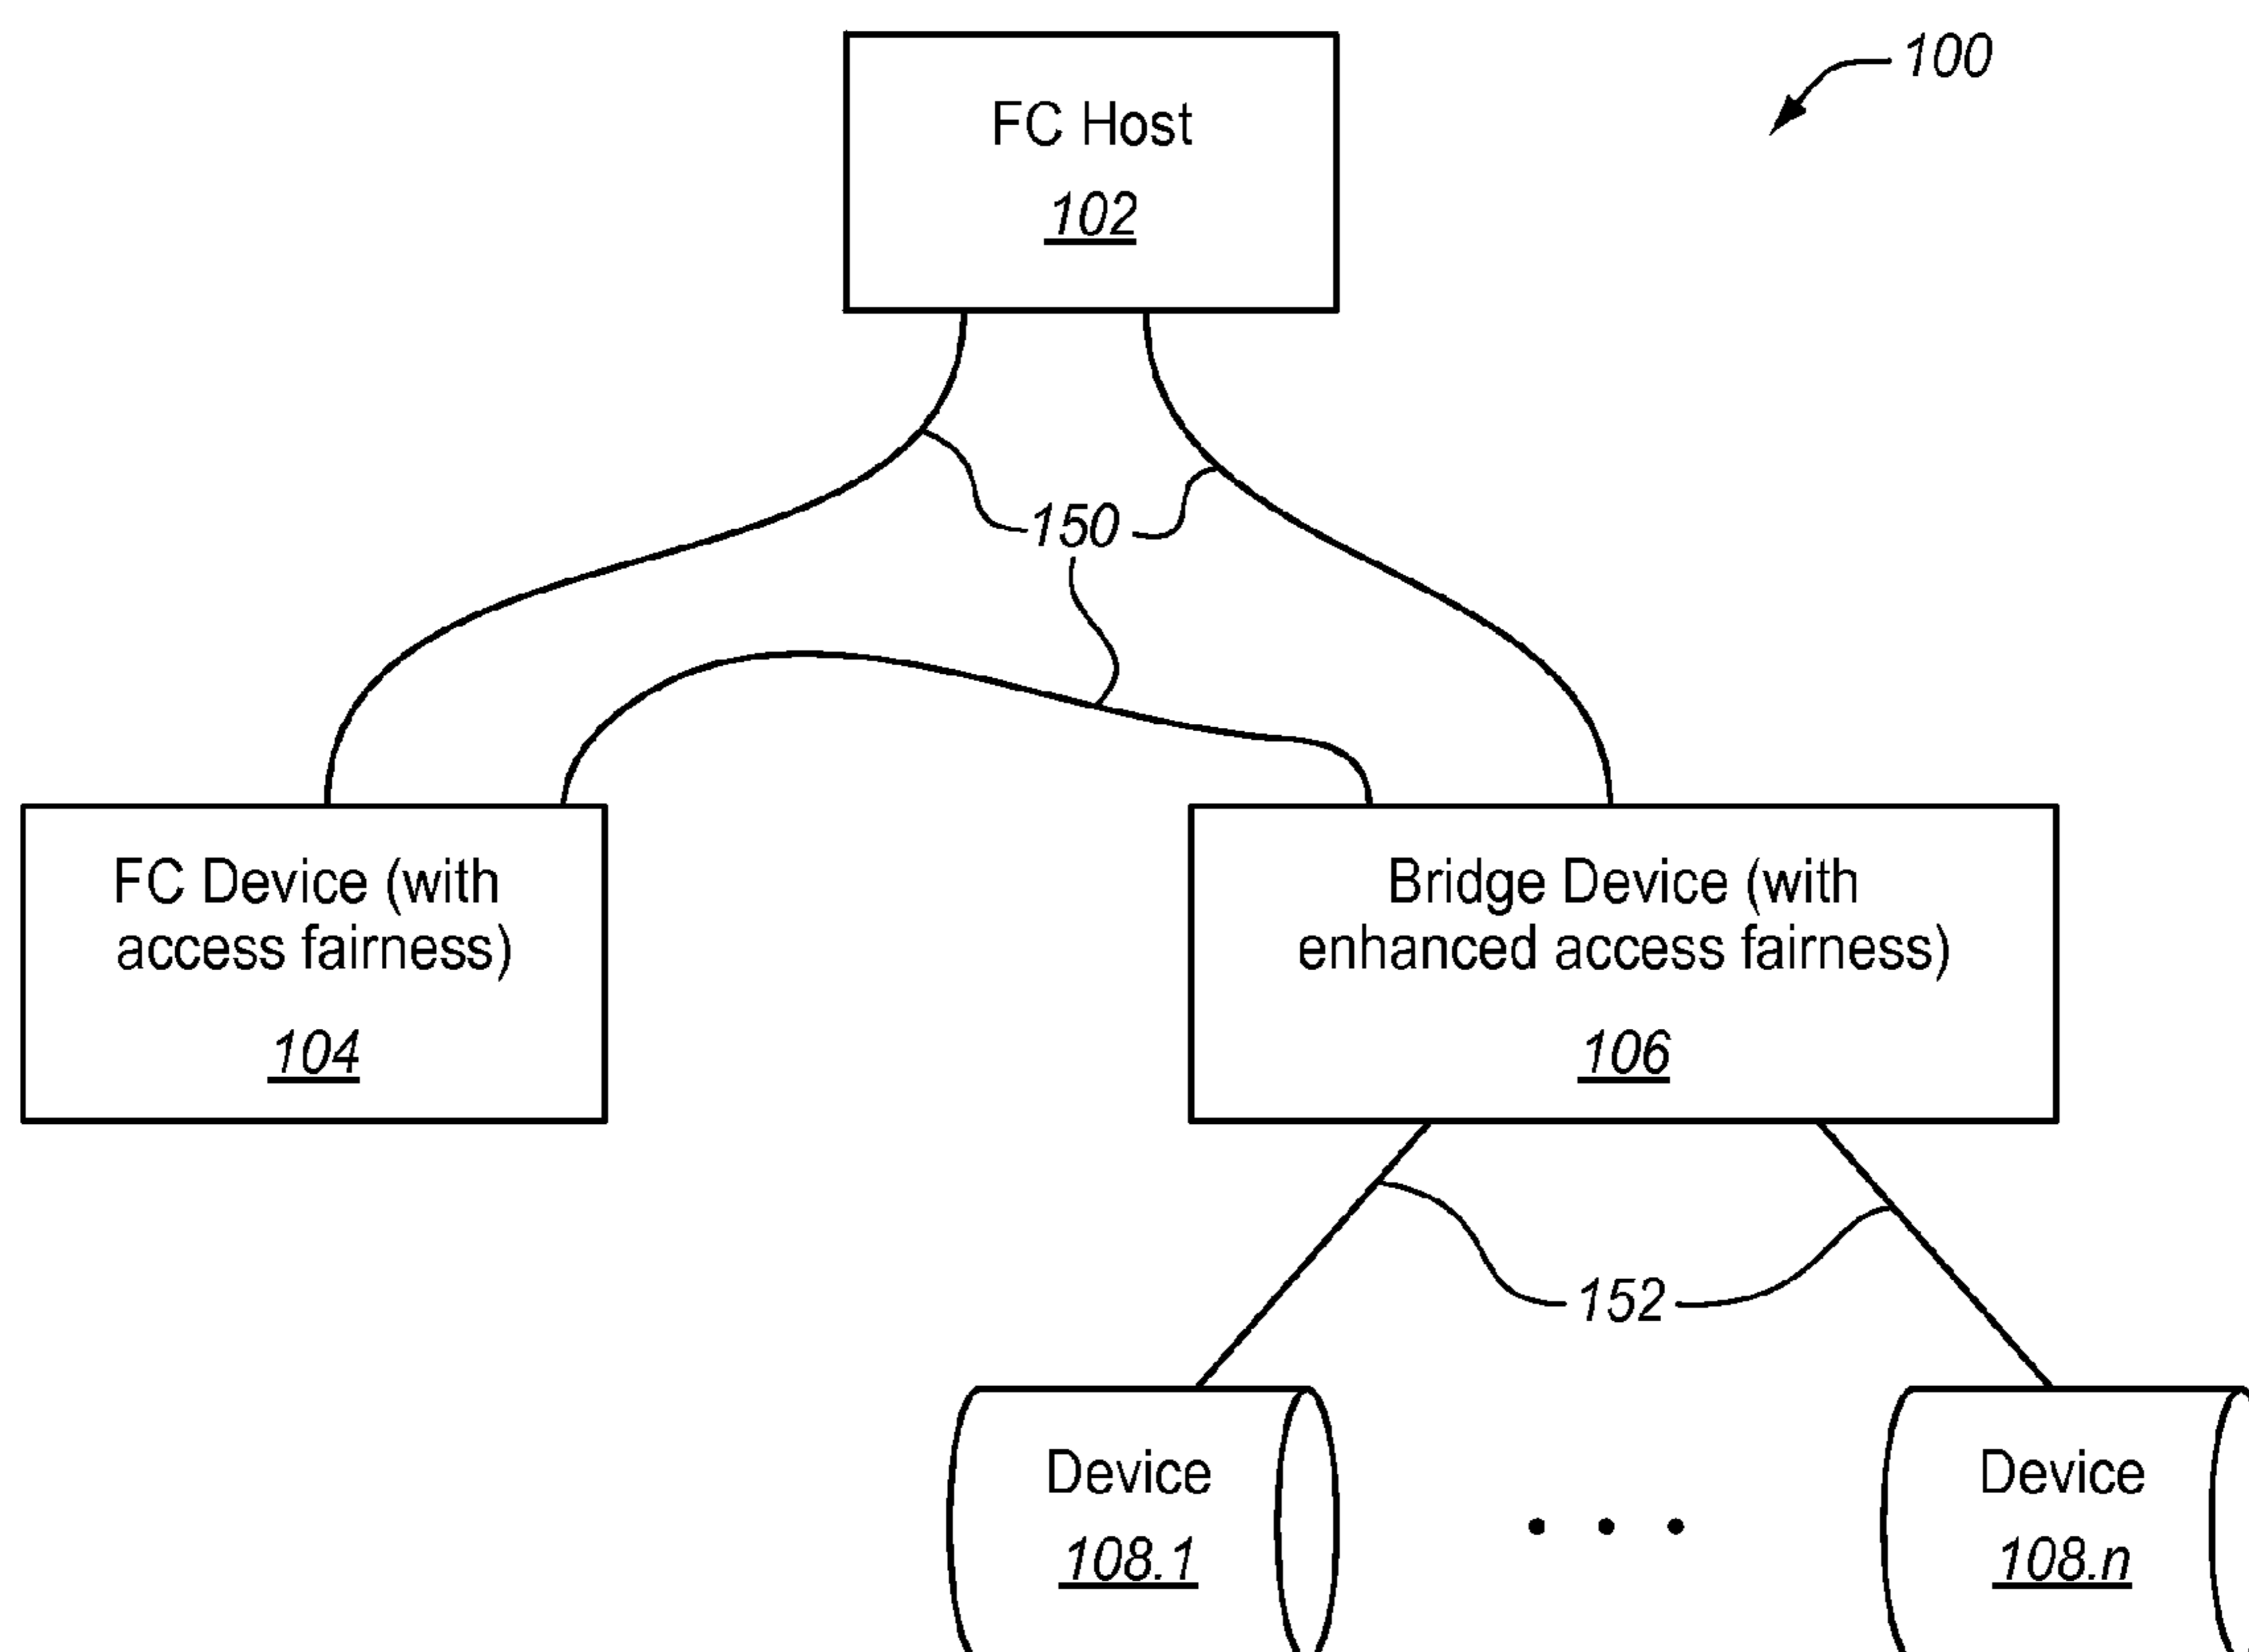 100
FC Host
102
150
FC Device (with
access fairness)
104
Bridge Device (with
enhanced access fairness)
106
152
Device
108.1
Device
108.n